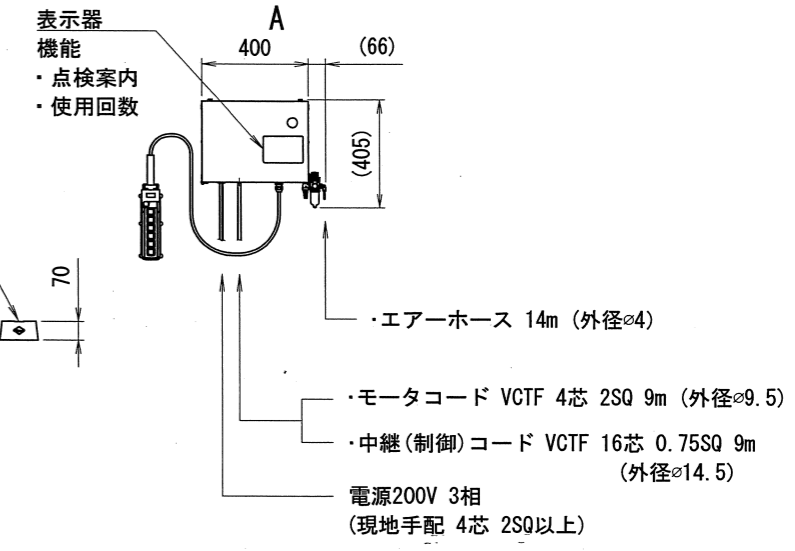 表示器
機能
・点検案内
・使用回数
A
400
(66)
(405)
70
・エアーホース 14m (外径⌀4)
・モータコード VCTF 4芯 2SQ 9m (外径⌀9.5)
・中継(制御)コード VCTF 16芯 0.75SQ 9m
(外径⌀14.5)
電源200V 3相
(現地手配 4芯 2SQ以上)